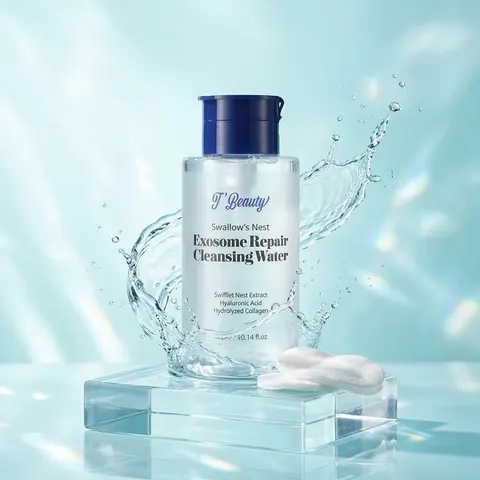 T'Beauty
Swallow's Nest
Exosome Repair
Cleansing Water
Swiftlet Nest Extract
Hyaluronic Acid
Hydrolyzed Collagen
10.14 fl.oz.